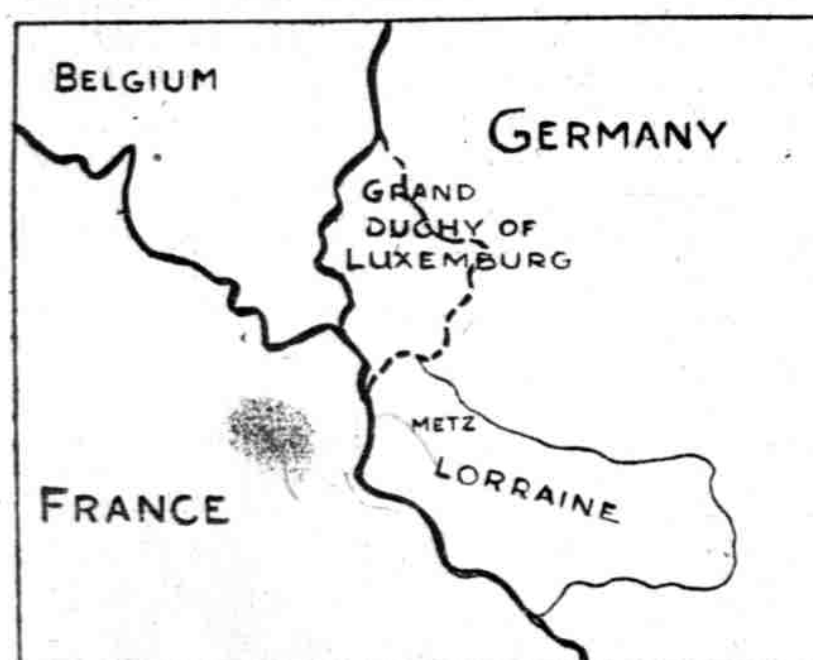 BELGIUM
GERMANY
GRAND
DUCHY OF
LUXEMBURG
METZ
LORRAINE
FRANCE